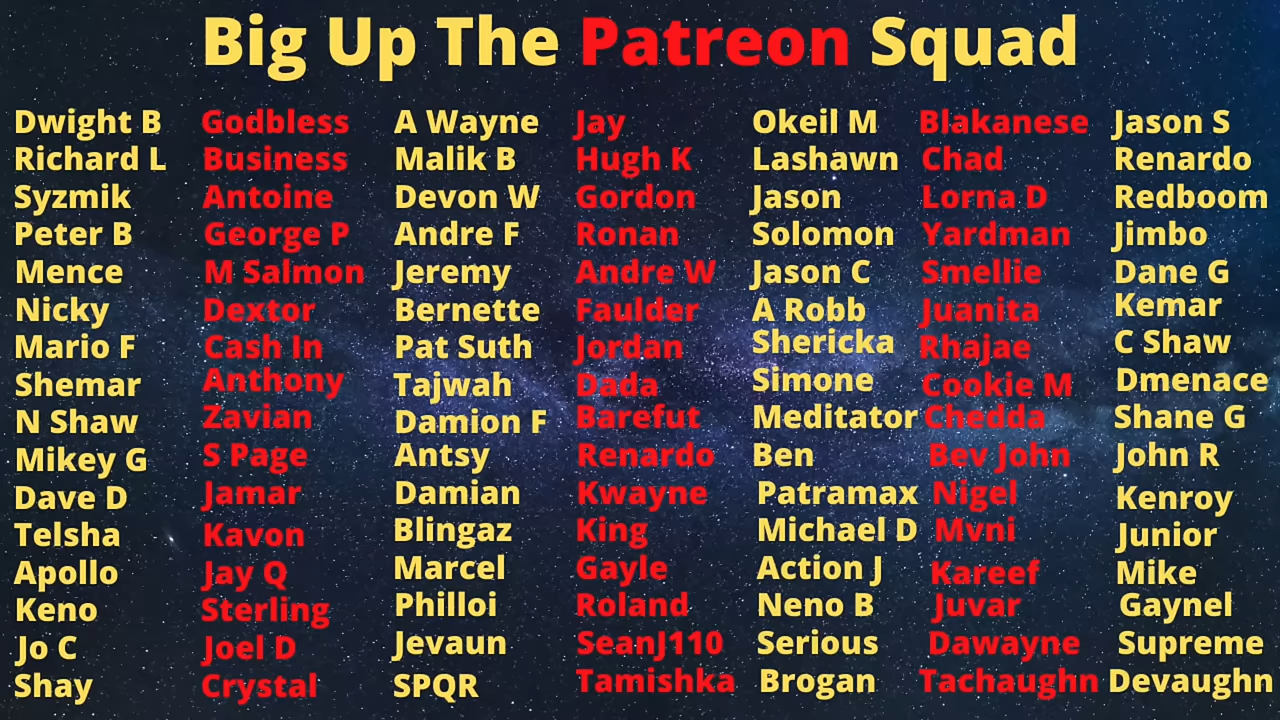 Big Up The Patreon Squad
Dwight B Godbless A Wayne Jay Okeil M Blakanese Jason S
Richard L Business Malik B Hugh K Lashawn Chad Renardo
Syzmik Antoine Devon W Gordon Jason Lorna D Redboom
Peter B George P Andre F Ronan Solomon Yardman Jimbo
Mence M Salmon Jeremy Andre W Jason C Smellie Dane G
Nicky Dextor Bernette Faulder A Robb Juanita Kemar
Mario F Cash In Pat Suth Jordan Shericka Rhajae C Shaw
Shemar Anthony Tajwah Dada Simone Cookie M Dmenace
N Shaw Zavian Damion F Barefut Meditator Chedda Shane G
Mikey G S Page Antsy Renardo Ben Bev John John R
Dave D Jamar Damian Kwayne Patramax Nigel Kenroy
Telsha Kavon Blingaz King Michael D Mvni Junior
Apollo Jay Q Marcel Gayle Action J Kareef Mike
Keno Sterling Philloi Roland Neno B Juvar Gaynel
Jo C Joel D Jevaun SeanJ110 Serious Dawayne Supreme
Shay Crystal SPQR Tamishka Brogan Tachaughn Devaughn